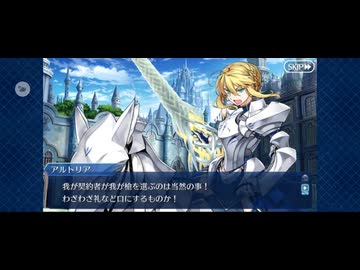 SKIP
アルトリア
我が契約者が我が槍を選ぶのは当然の事！
わざわざ礼など口にするものか！